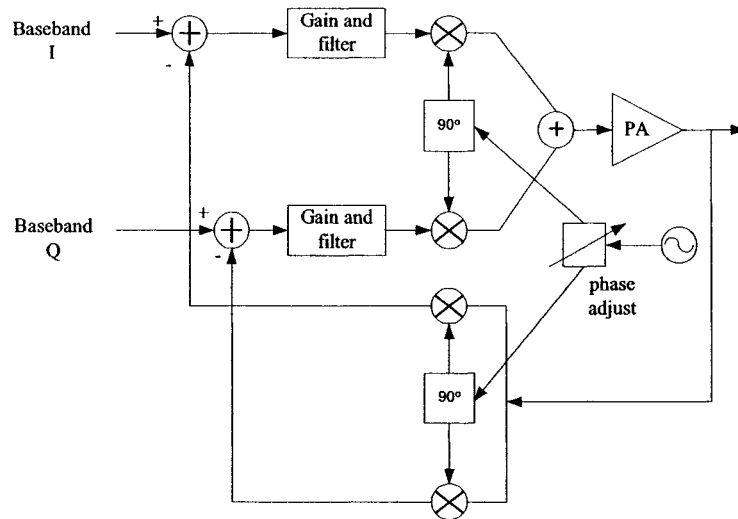 Baseband
I
+
-
Gain and
filter
90°
+
PA
Baseband
Q
+
-
Gain and
filter
phase
adjust
90°